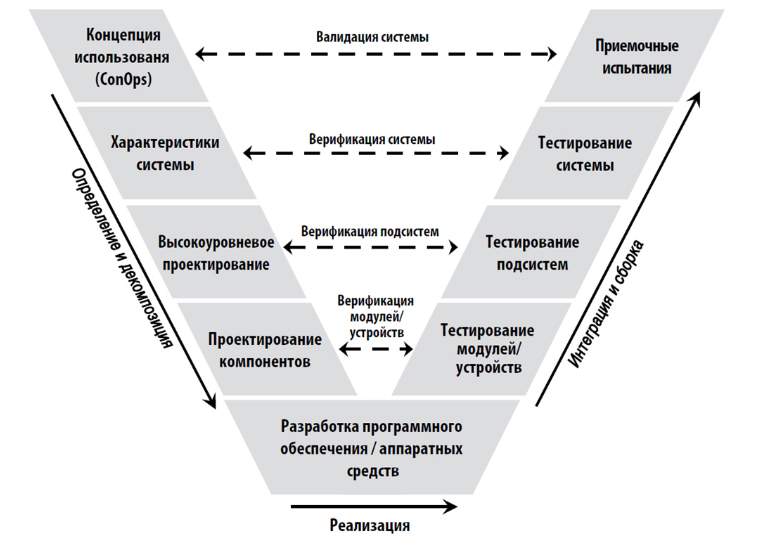 Концепция
использованя
(ConOps)
Валидация системы
Приемочные
испытания
Характеристики
системы
Верификация системы
Тестирование
системы
Определение и декомпозиция
Высокоуровневое
проектирование
Верификация подсистем
Тестирование
подсистем
Интеграция и сборка
Проектирование
компонентов
Верификация
модулей/
устройств
Тестирование
модулей/
устройств
Разработка программного
обеспечения / аппаратных
средств
Реализация